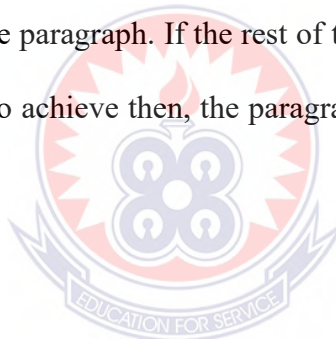 e paragraph. If the rest of t
o achieve then, the paragra
EDUCATION FOR SERVICE